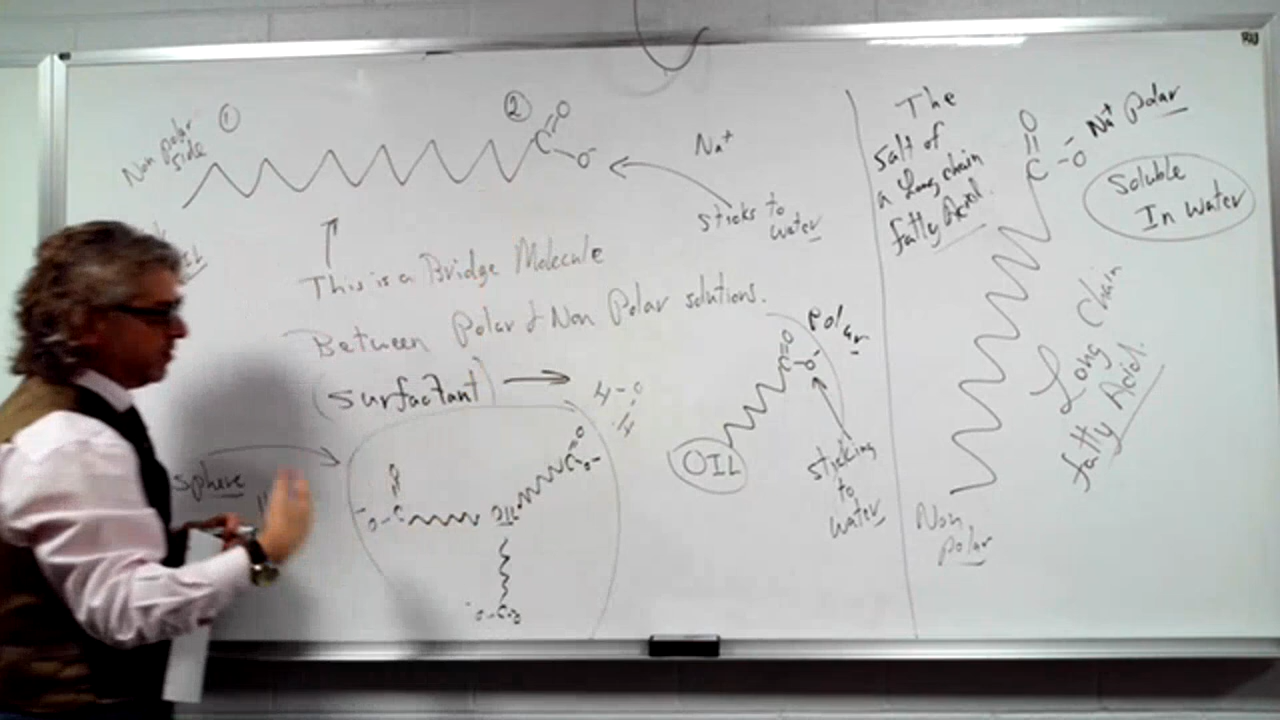 Non polar
side
①
②
C
O
O-
Na+
sticks to
water
This is a Bridge Molecule
Between Polar & Non Polar solutions.
(surfactant)
H-O
H
sphere
O
-O-C
OIL
C
O
O-
-O-C=O
OIL
C=O
O-
Polar
sticking
to
water
The
salt of
a Long chain
fatty Acid.
O
C-O-
Na+ Polar
Soluble
In water
Long Chain
fatty Acid.
Non
polar